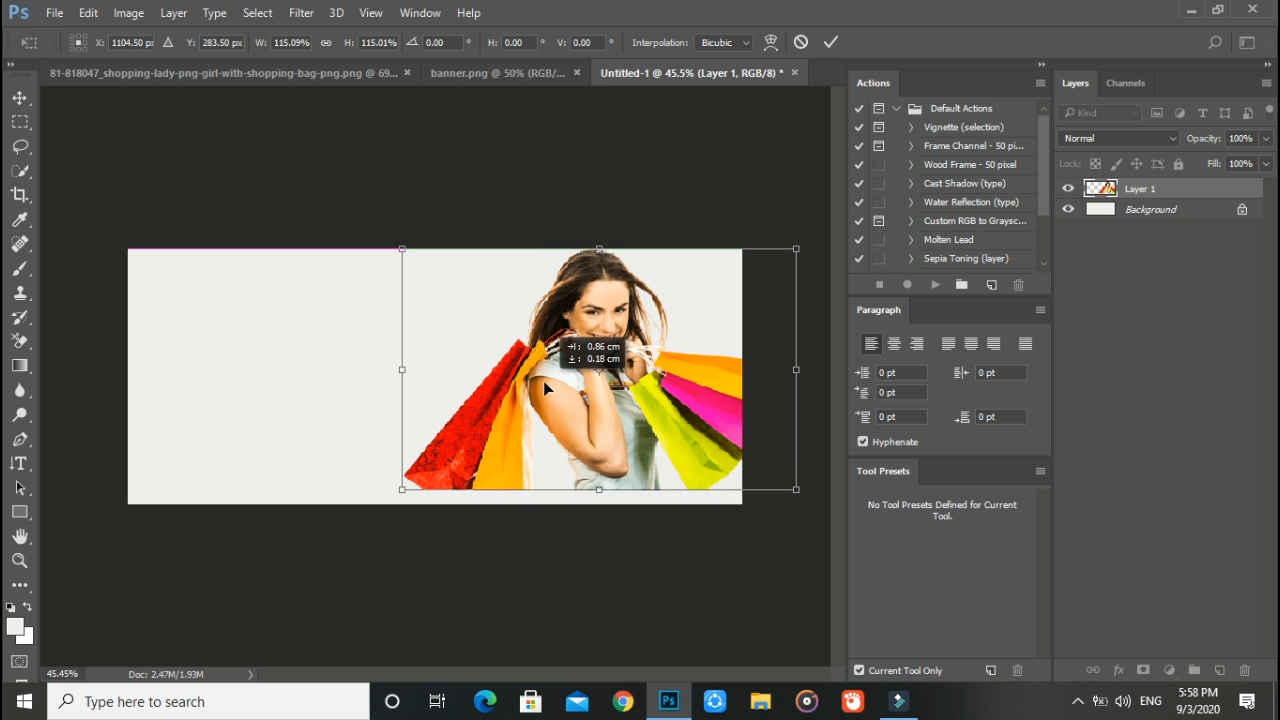 Ps File Edit Image Layer Type Select Filter 3D View Window Help
X: 1104.50 px Y: 283.50 px W: 115.09% H: 115.01% 0.00 ° H: 0.00 ° V: 0.00 ° Interpolation: Bicubic
81-818047_shopping-lady-png-girl-with-shopping-bag-png.png @ 69... × banner.png @ 50% (RGB/... × Untitled-1 @ 45.5% (Layer 1, RGB/8) * ×
Actions
Default Actions
Vignette (selection)
Frame Channel - 50 pi...
Wood Frame - 50 pixel
Cast Shadow (type)
Water Reflection (type)
Custom RGB to Graysc...
Molten Lead
Sepia Toning (layer)
Paragraph
0 pt 0 pt
0 pt
0 pt 0 pt
Hyphenate
Tool Presets
No Tool Presets Defined for Current
Tool.
Current Tool Only
Layers Channels
Kind
Normal Opacity: 100%
Lock: Fill: 100%
Layer 1
Background
: 0.86 cm
: 0.18 cm
45.45% Doc: 2.47M/1.93M
Type here to search
Ps
ENG
5:58 PM
9/3/2020